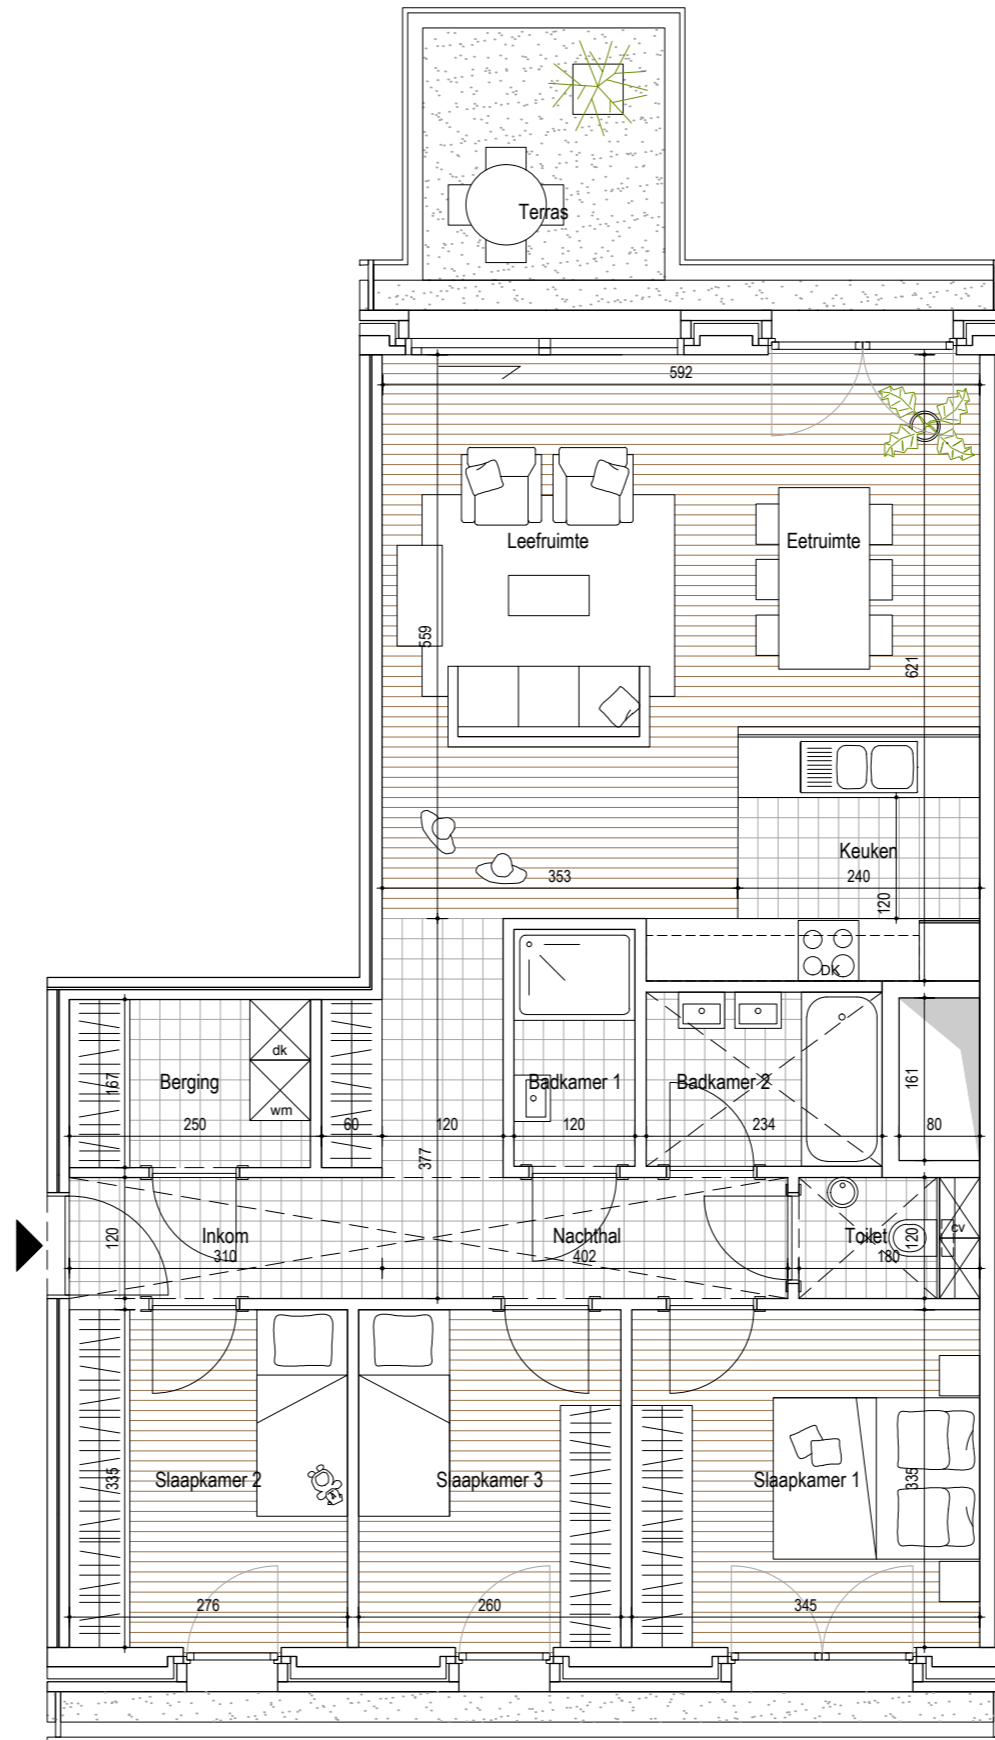 Terras
592
Leefruimte
Eetruimte
559
621
Keuken
353
240
120
DK
dk
167
Berging
wm
Badkamer 1
Badkamer 2
161
250
60
120
120
234
80
377
120
Inkom
310
Nachthal
402
Toilet
180
120
cv
335
Slaapkamer 2
Slaapkamer 3
Slaapkamer 1
335
276
260
345